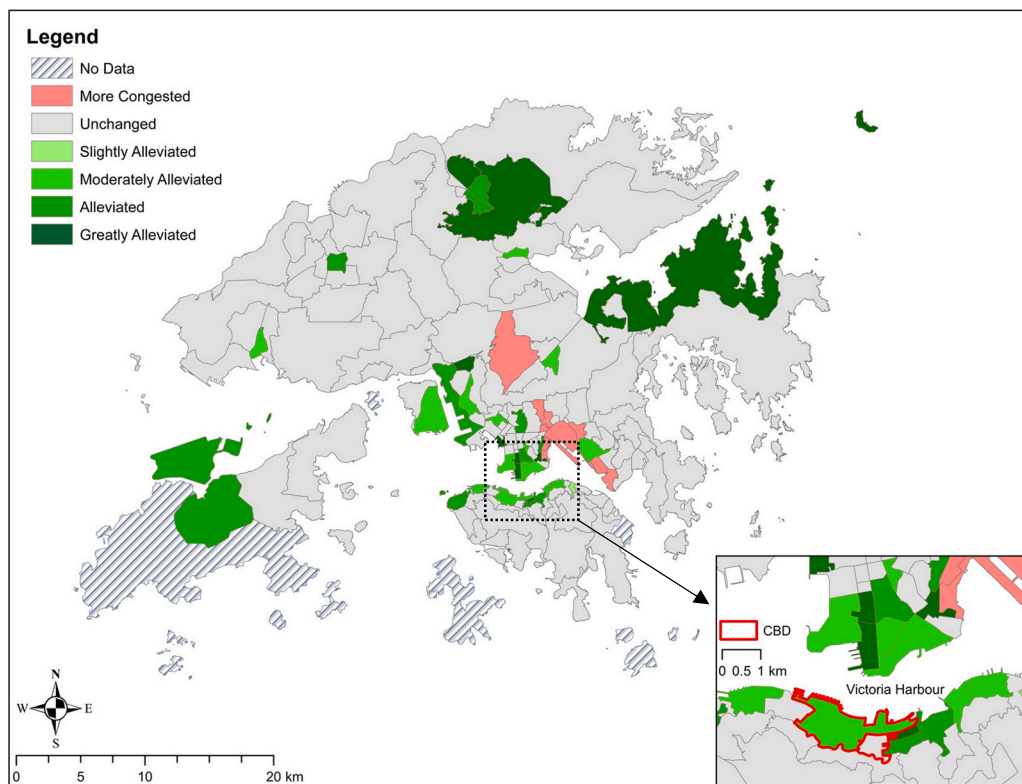 Legend
No Data
More Congested
Unchanged
Slightly Alleviated
Moderately Alleviated
Alleviated
Greatly Alleviated
N
W E
S
0 5 10 20 km
CBD
0 0.5 1 km
Victoria Harbour